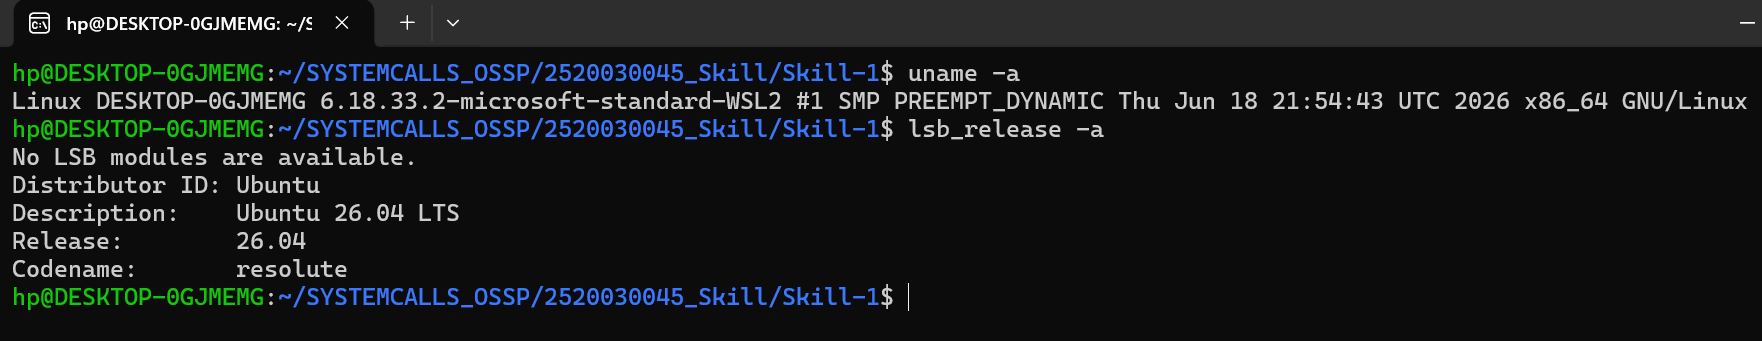 hp@DESKTOP-0GJMEMG: ~/S
hp@DESKTOP-0GJMEMG:~/SYSTEMCALLS_OSSP/2520030045_Skill/Skill-1$ uname -a
Linux DESKTOP-0GJMEMG 6.18.33.2-microsoft-standard-WSL2 #1 SMP PREEMPT_DYNAMIC Thu Jun 18 21:54:43 UTC 2026 x86_64 GNU/Linux
hp@DESKTOP-0GJMEMG:~/SYSTEMCALLS_OSSP/2520030045_Skill/Skill-1$ lsb_release -a
No LSB modules are available.
Distributor ID: Ubuntu
Description:    Ubuntu 26.04 LTS
Release:        26.04
Codename:       resolute
hp@DESKTOP-0GJMEMG:~/SYSTEMCALLS_OSSP/2520030045_Skill/Skill-1$